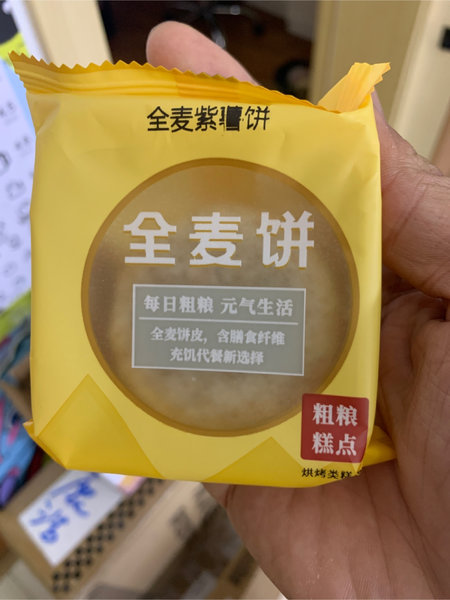 全麦紫薯饼
全麦饼
每日粗粮 元气生活
全麦饼皮，含膳食纤维
充饥代餐新选择
粗粮
糕点
烘烤类糕